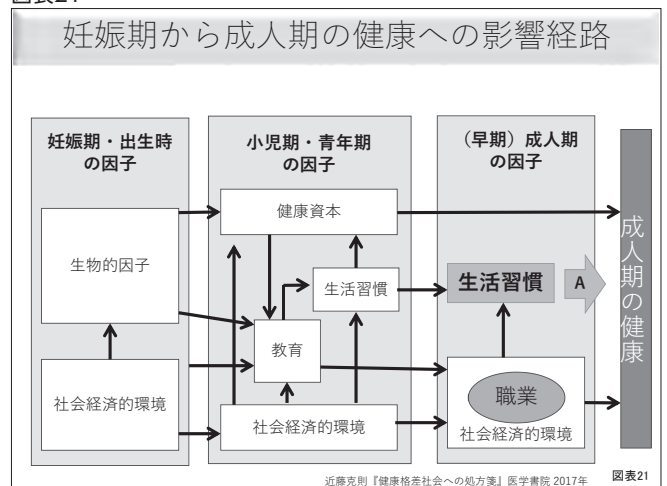 図表21
妊娠期から成人期の健康への影響経路
妊娠期・出生時
の因子
生物的因子
社会経済的環境
小児期・青年期
の因子
健康資本
生活習慣
教育
社会経済的環境
（早期）成人期
の因子
生活習慣
A
職業
社会経済的環境
成人期の健康
近藤克則『健康格差社会への処方箋』医学書院 2017年
図表21